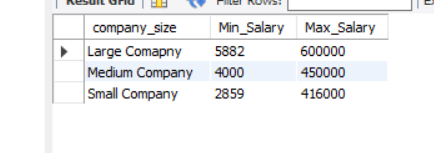 Result Grid Filter Rows: Ex
company_size Min_Salary Max_Salary
Large Comapny 5882 600000
Medium Company 4000 450000
Small Company 2859 416000